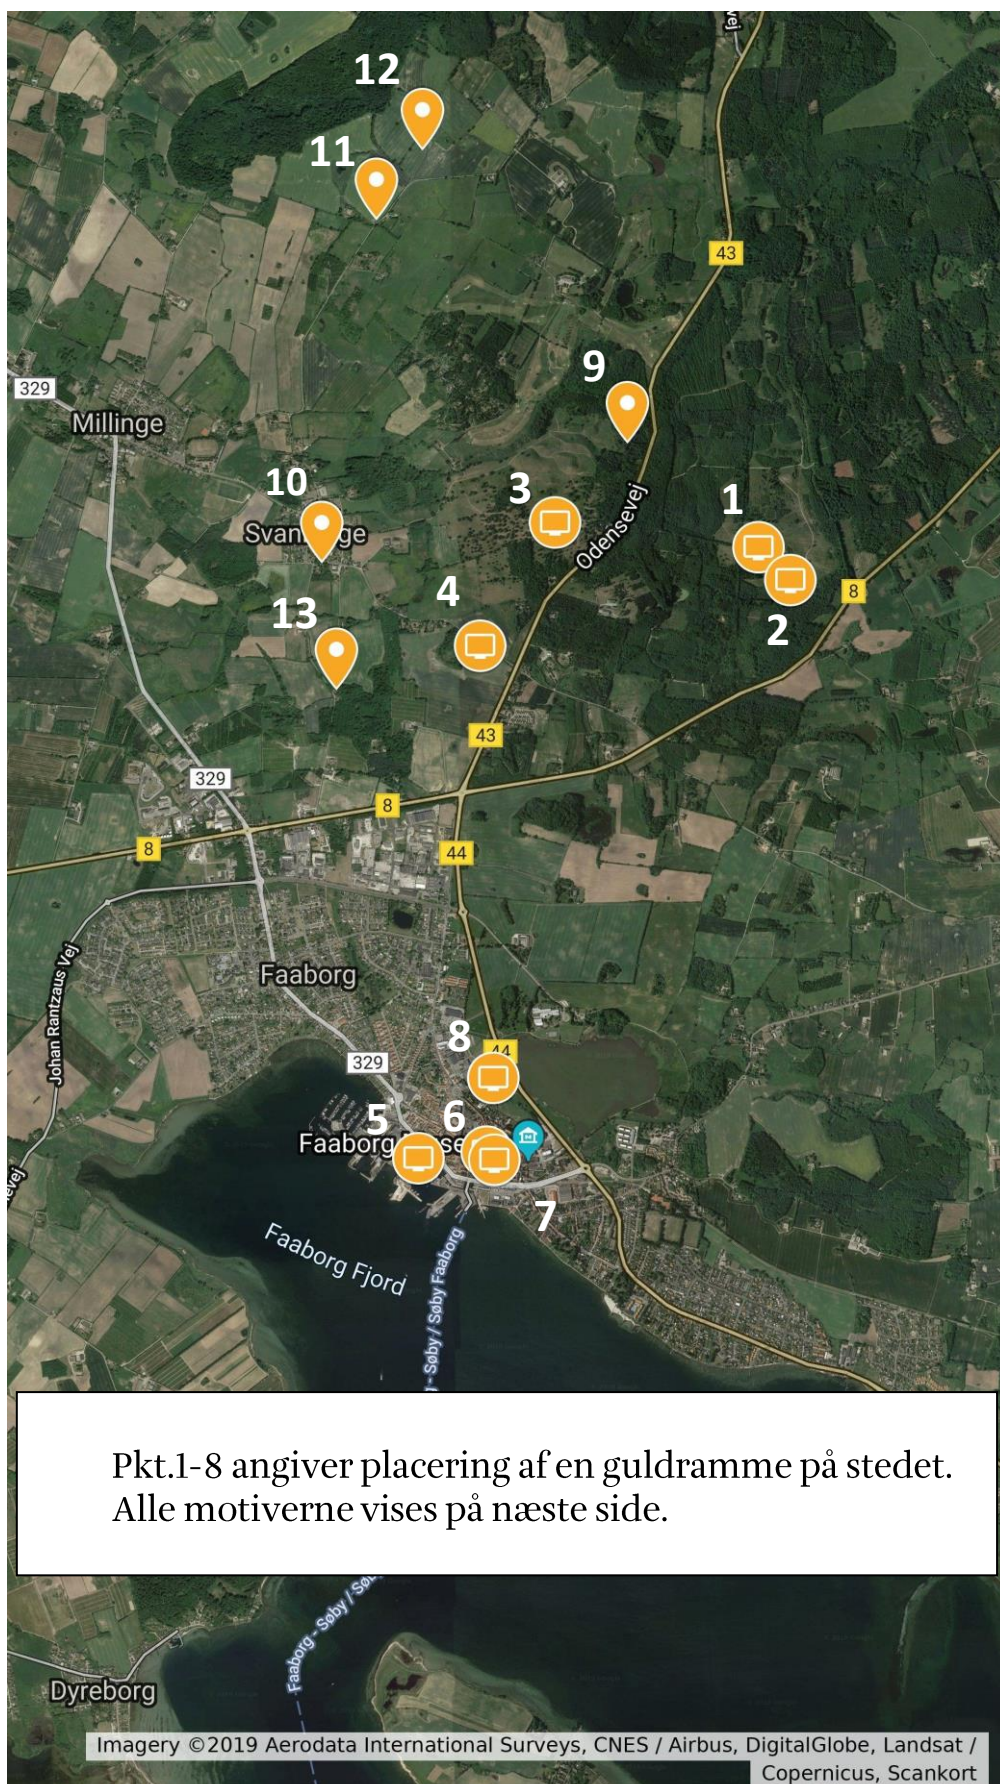 vej
12
11
43
9
329
Millinge
10
3
1
Svan ge
Odensevej
4
8
13
2
43
329
8
8
44
Johan Rantzaus Vej
Faaborg
8
44
329
5
6
Faaborg
7
Faaborg Fjord
- Søby / Søby Faaborg
Pkt.1-8 angiver placering af en guldramme på stedet.
Alle motiverne vises på næste side.
Faaborg - Søby / Søb
Dyreborg
Imagery ©2019 Aerodata International Surveys, CNES / Airbus, DigitalGlobe, Landsat /
Copernicus, Scankort